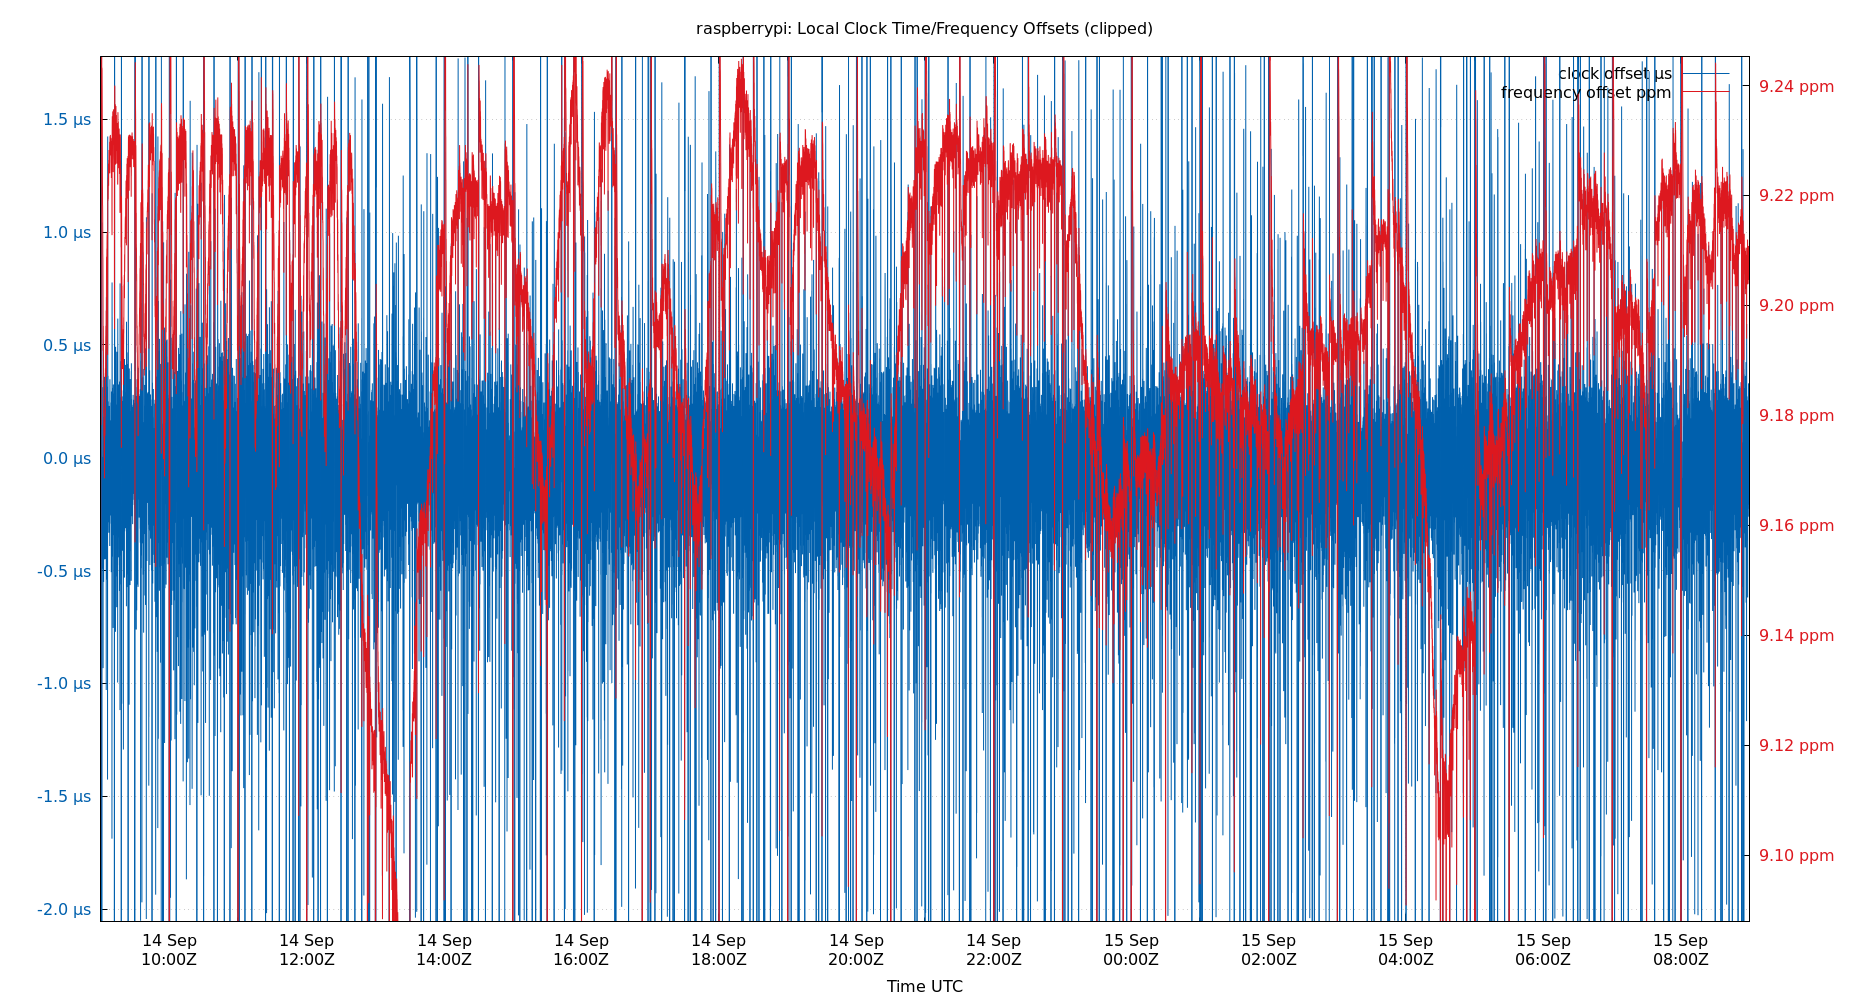 raspberrypi: Local Clock Time/Frequency Offsets (clipped)
clock offset µs
frequency offset ppm
1.5 µs
1.0 µs
0.5 µs
0.0 µs
-0.5 µs
-1.0 µs
-1.5 µs
-2.0 µs
9.24 ppm
9.22 ppm
9.20 ppm
9.18 ppm
9.16 ppm
9.14 ppm
9.12 ppm
9.10 ppm
14 Sep 14 Sep 14 Sep 14 Sep 14 Sep 14 Sep 14 Sep 15 Sep 15 Sep 15 Sep 15 Sep 15 Sep
10:00Z 12:00Z 14:00Z 16:00Z 18:00Z 20:00Z 22:00Z 00:00Z 02:00Z 04:00Z 06:00Z 08:00Z
Time UTC